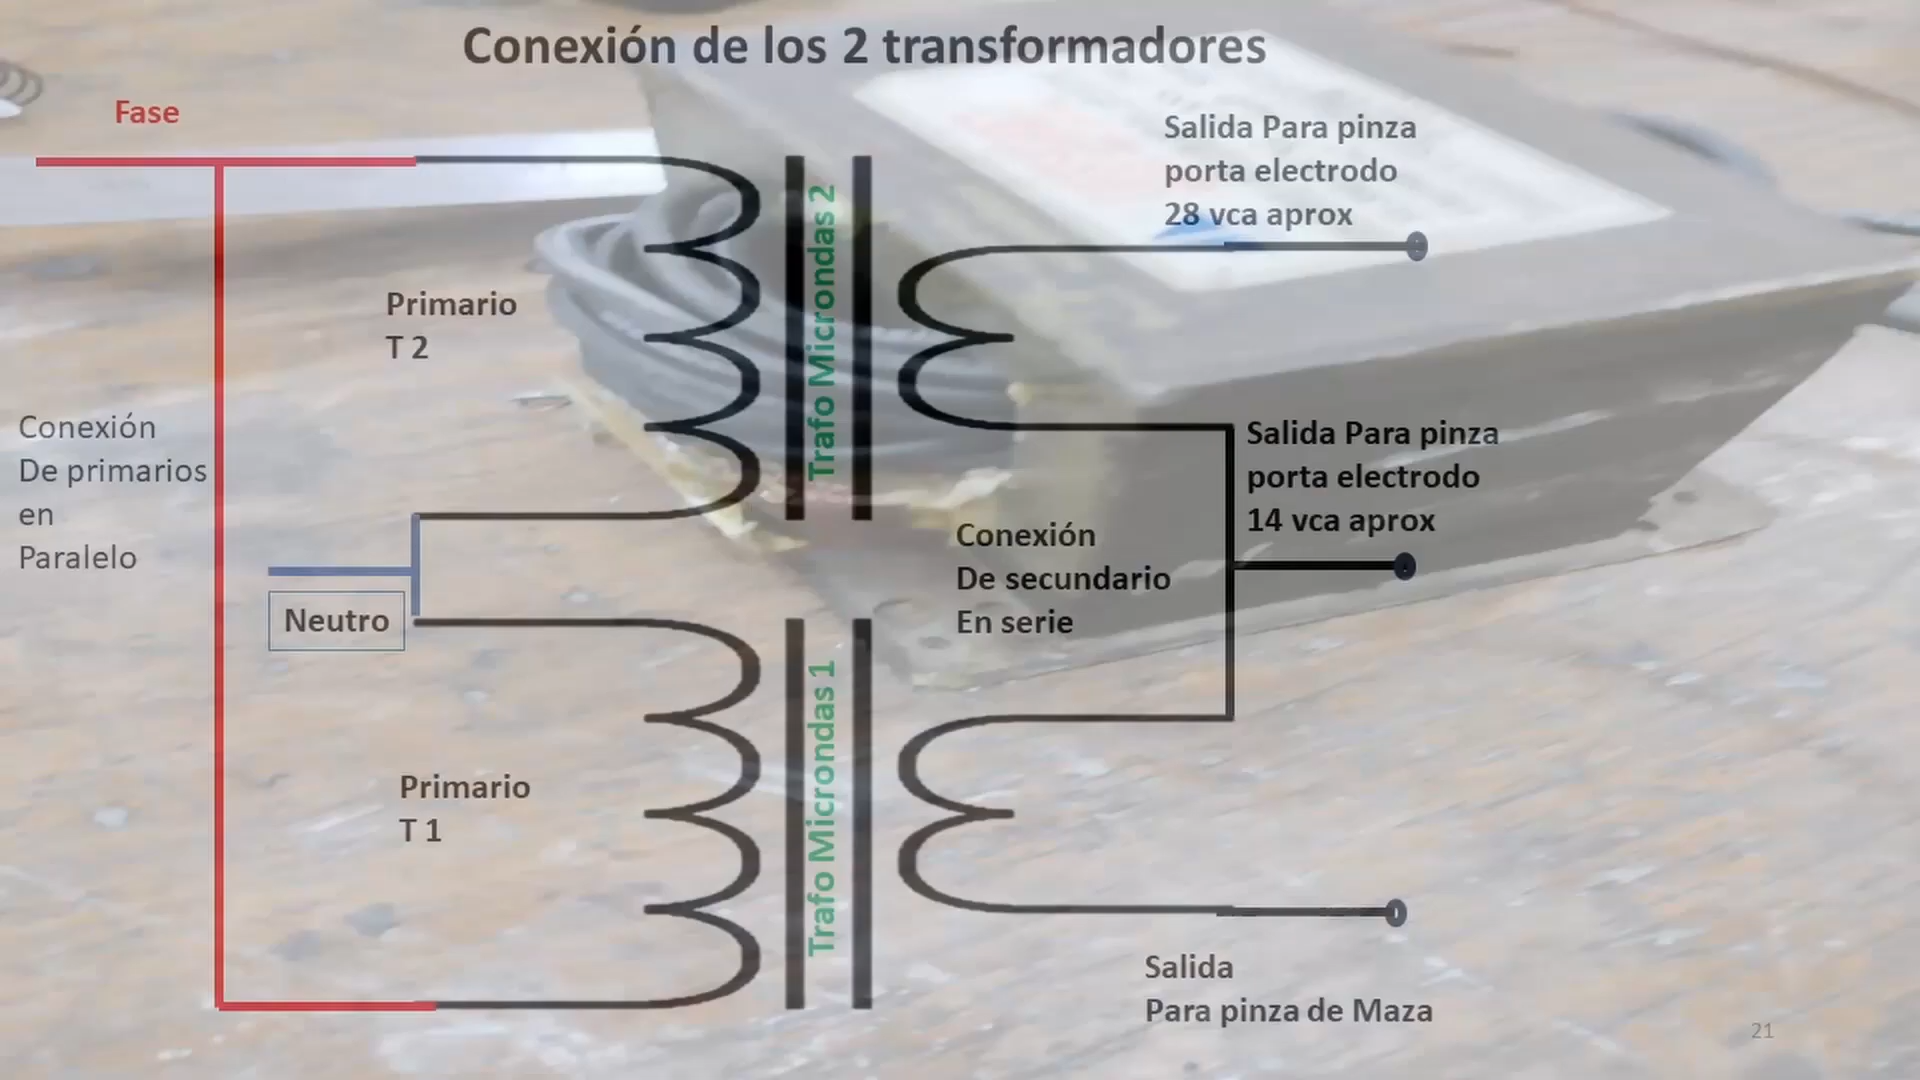 Conexión de los 2 transformadores
Fase
Salida Para pinza
porta electrodo
28 vca aprox
Trafo Microndas 2
Primario
T 2
Conexión
De primarios
en
Paralelo
Salida Para pinza
porta electrodo
14 vca aprox
Conexión
De secundario
En serie
Neutro
Trafo Microndas 1
Primario
T 1
Salida
Para pinza de Maza
21